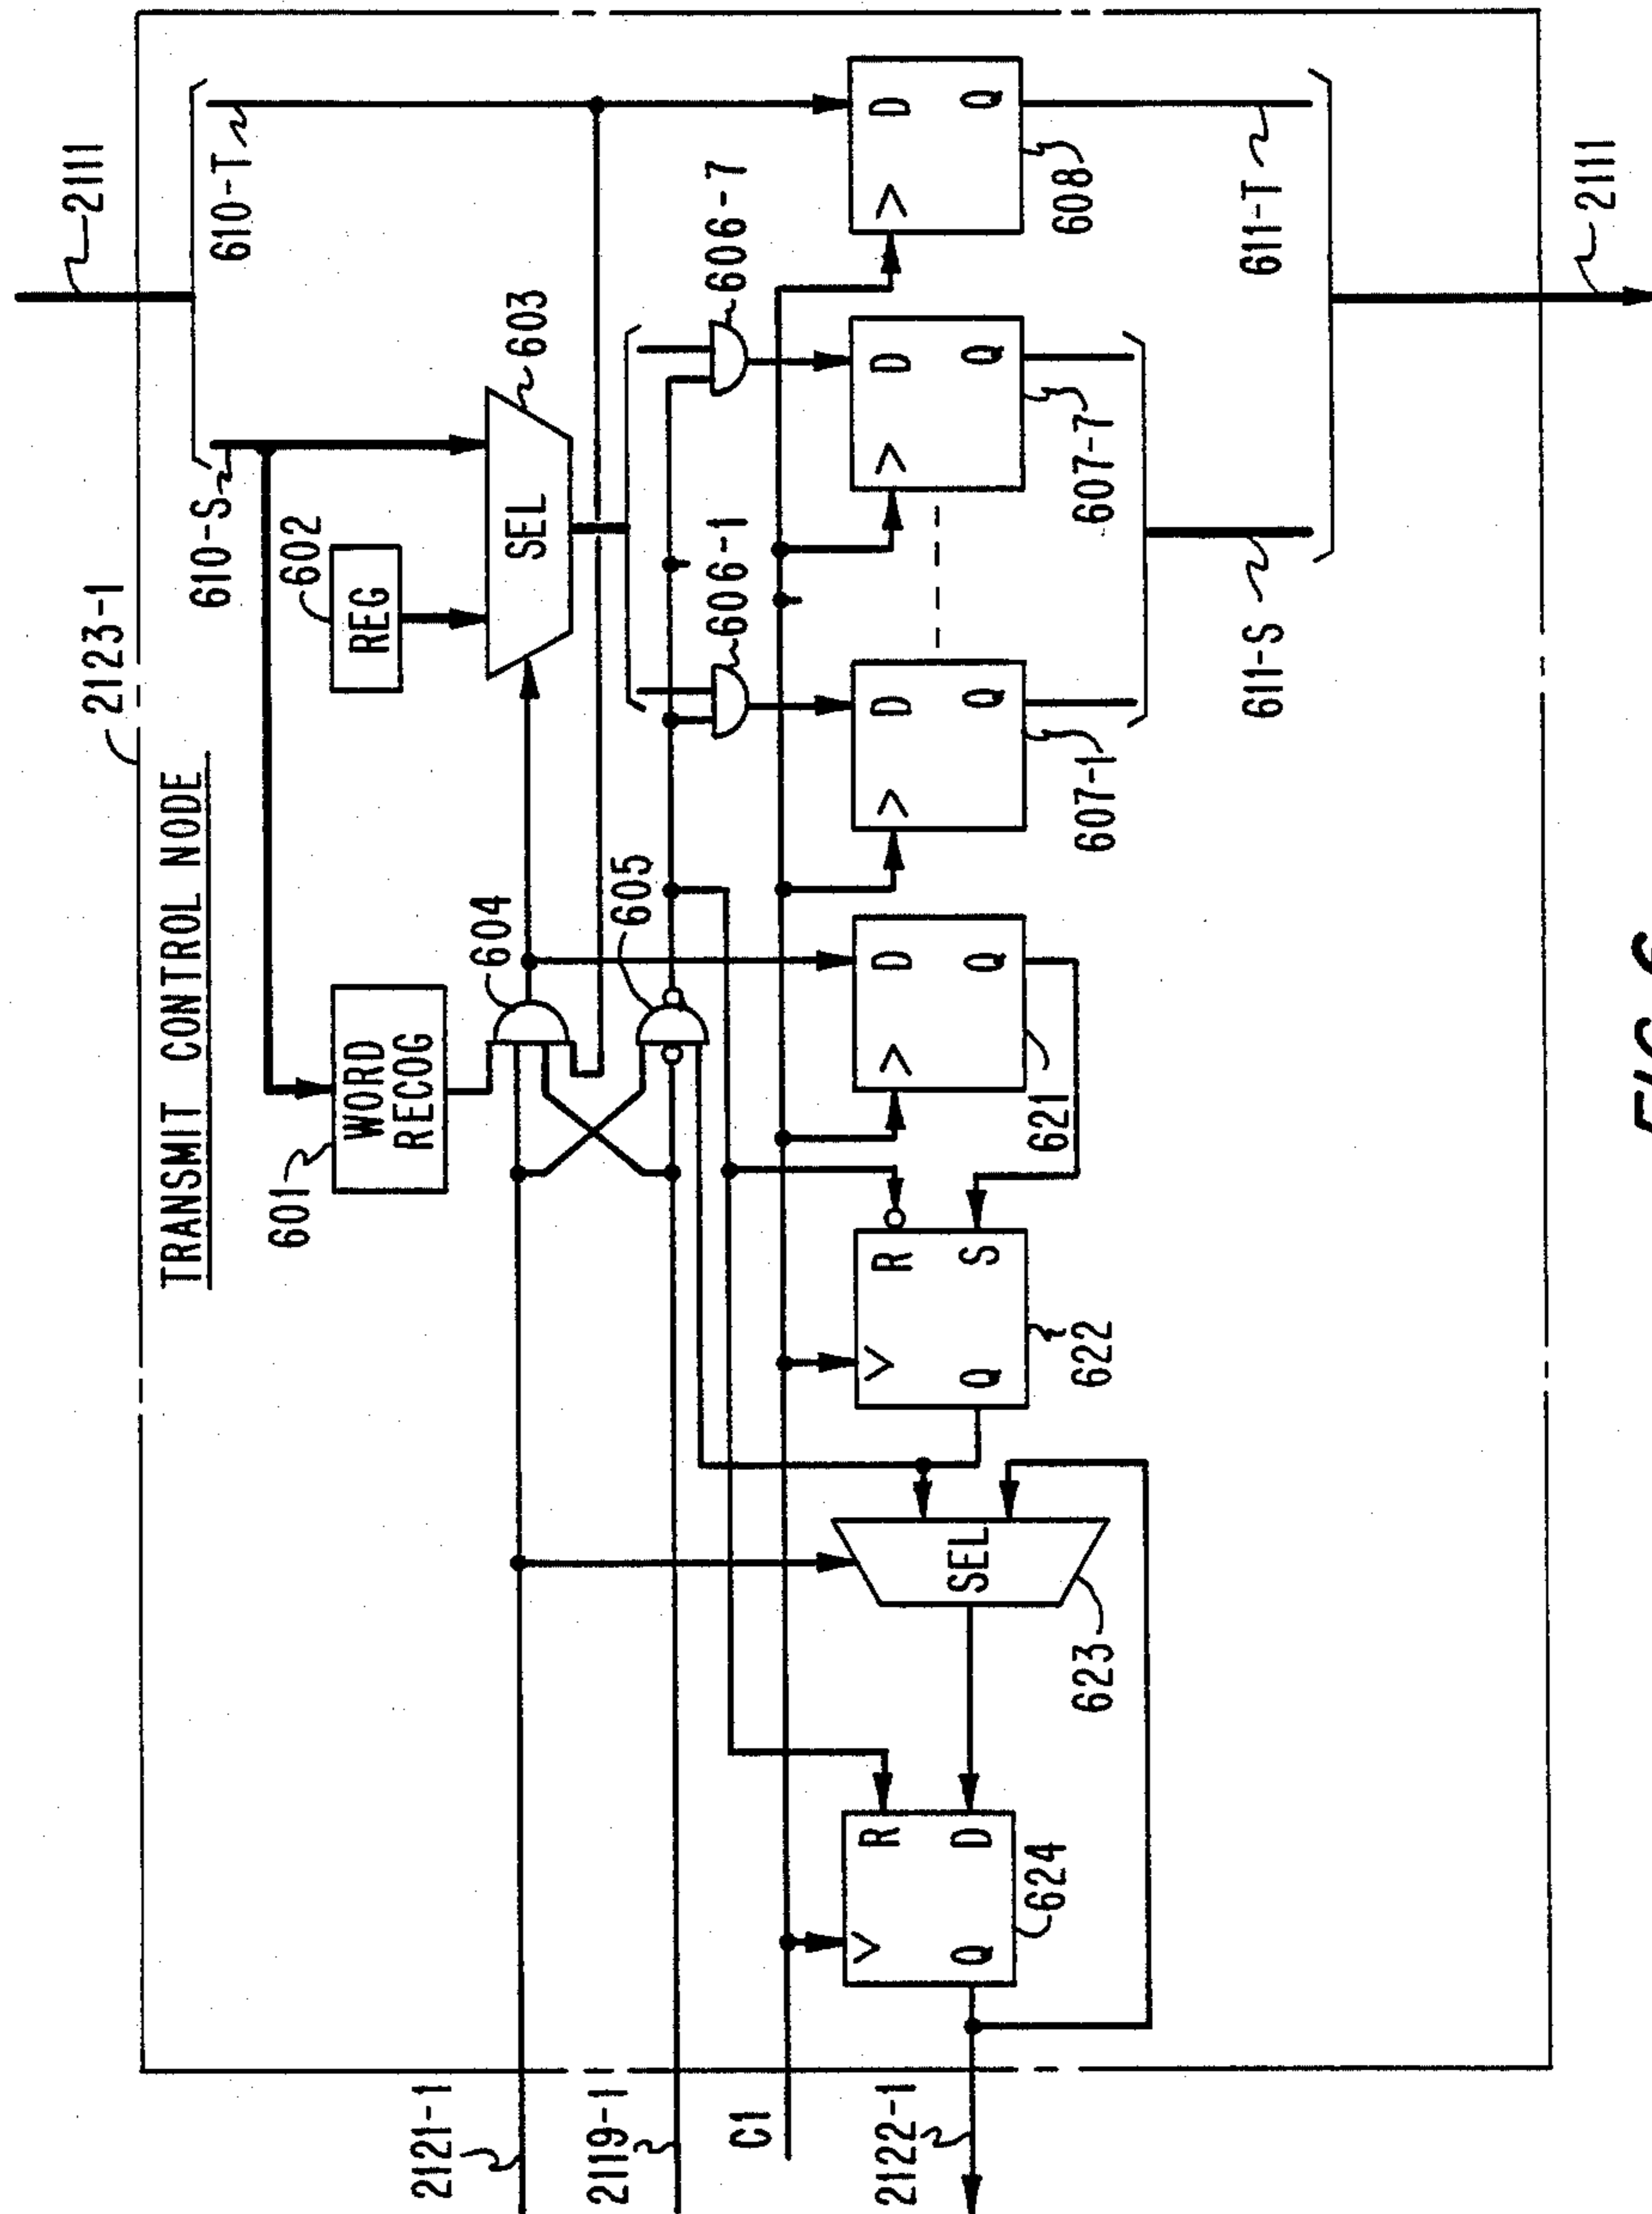 TRANSMIT CONTROL NODE
2123-1
2111
610-S
610-T
601
WORD
RECOG
602
REG
603
SEL
604
605
606-1
606-7
2121-1
2119-1
C1
2122-1
624
R
D
Q
623
SEL
622
R
S
Q
621
D
Q
607-1
D
Q
607-7
D
Q
608
D
Q
611-S
611-T
2111